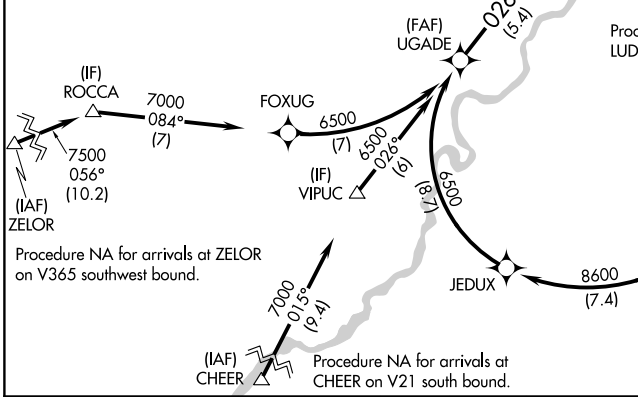 026°
(5.4)
(FAF)
UGADE
Proc
LUD
(IF)
ROCCA
7000
084°
(7)
FOXUG
6500
(7)
6500
026°
(6)
(IF)
VIPUC
6500
(8.7)
7500
056°
(10.2)
(IAF)
ZELOR
Procedure NA for arrivals at ZELOR
on V365 southwest bound.
JEDUX
8600
(7.4)
7000
015°
(9.4)
(IAF)
CHEER
Procedure NA for arrivals at
CHEER on V21 south bound.